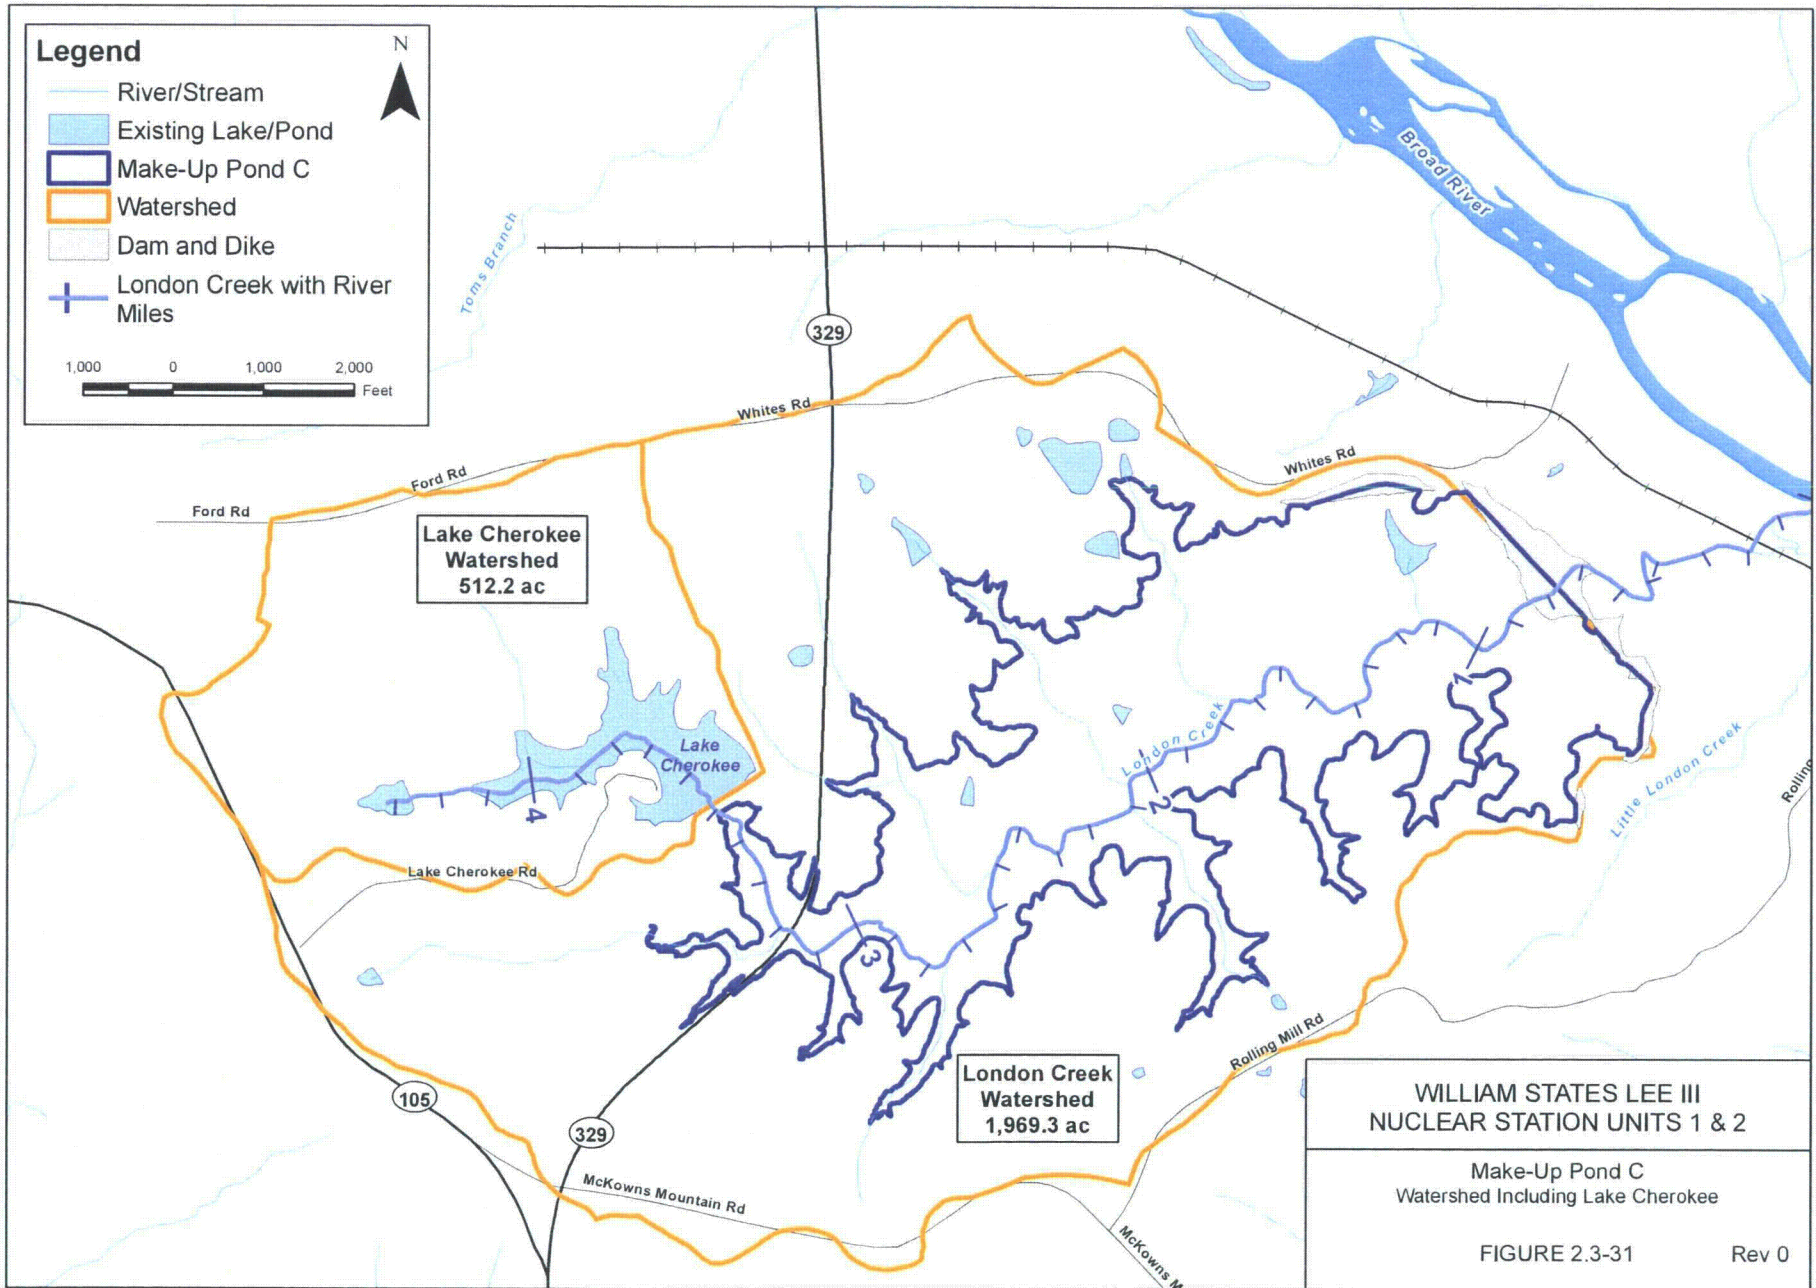 Legend
N
River/Stream
Existing Lake/Pond
Make-Up Pond C
Watershed
Dam and Dike
London Creek with River
Miles
1,000 0 1,000 2,000
Feet
Toms Branch
Broad River
329
Whites Rd
Ford Rd
Ford Rd
Whites Rd
Lake Cherokee
Watershed
512.2 ac
Lake
Cherokee
London Creek
Little London Creek
Rolling
1
2
3
4
Lake Cherokee Rd
Rolling Mill Rd
London Creek
Watershed
1,969.3 ac
105
329
McKowns Mountain Rd
McKowns M
WILLIAM STATES LEE III
NUCLEAR STATION UNITS 1 & 2
Make-Up Pond C
Watershed Including Lake Cherokee
FIGURE 2.3-31 Rev 0